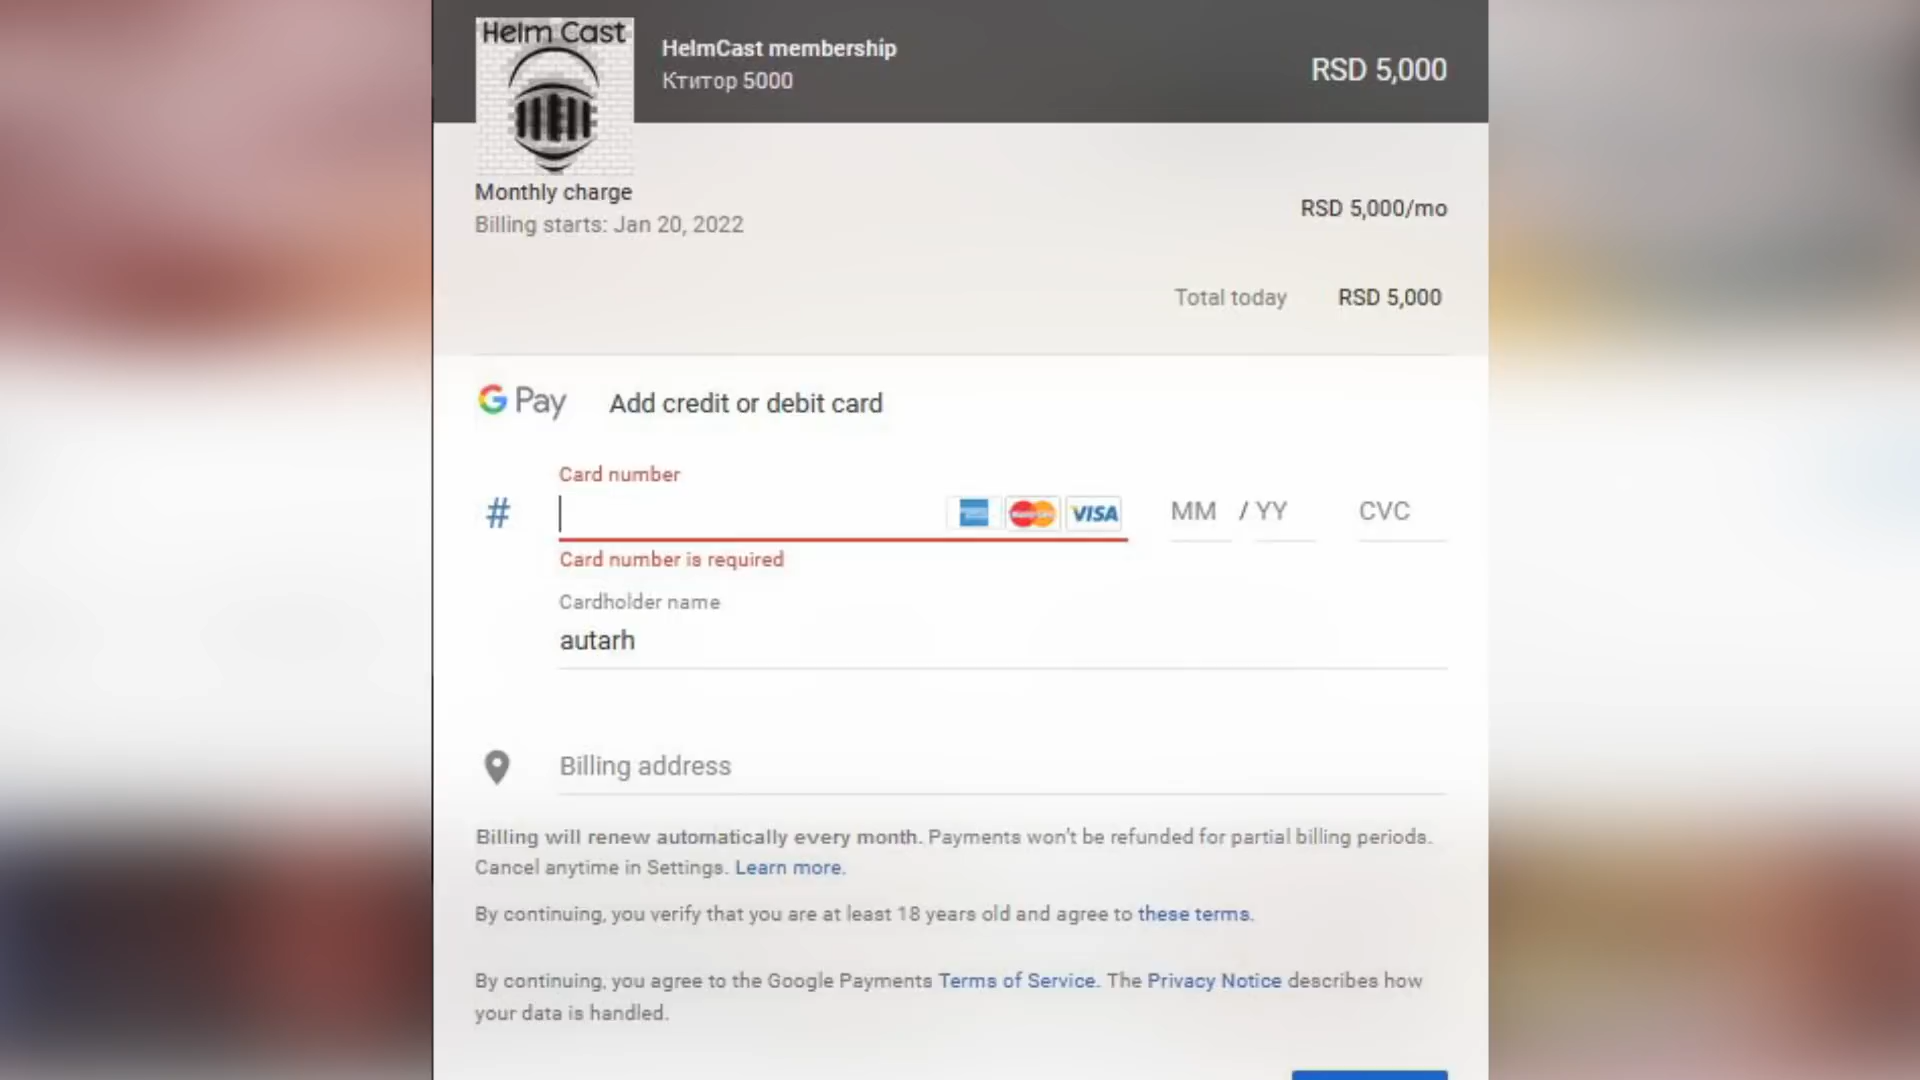 Helm Cast
HelmCast membership
Ктитор 5000
RSD 5,000
Monthly charge
Billing starts: Jan 20, 2022
RSD 5,000/mo
Total today RSD 5,000
G Pay Add credit or debit card
Card number
# VISA MM / YY CVC
Card number is required
Cardholder name
autarh
Billing address
Billing will renew automatically every month. Payments won't be refunded for partial billing periods.
Cancel anytime in Settings. Learn more.
By continuing, you verify that you are at least 18 years old and agree to these terms.
By continuing, you agree to the Google Payments Terms of Service. The Privacy Notice describes how
your data is handled.